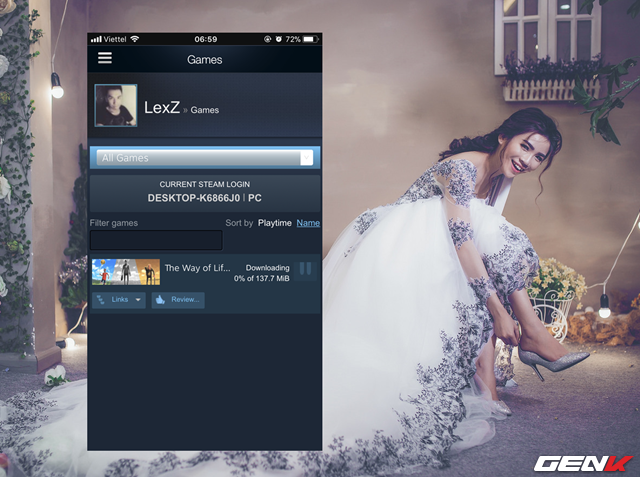 Viettel 06:59 72%
Games
LexZ » Games
All Games
CURRENT STEAM LOGIN
DESKTOP-K6866J0 | PC
Filter games Sort by Playtime Name
The Way of Lif... Downloading
0% of 137.7 MiB
Links Review...
GENK